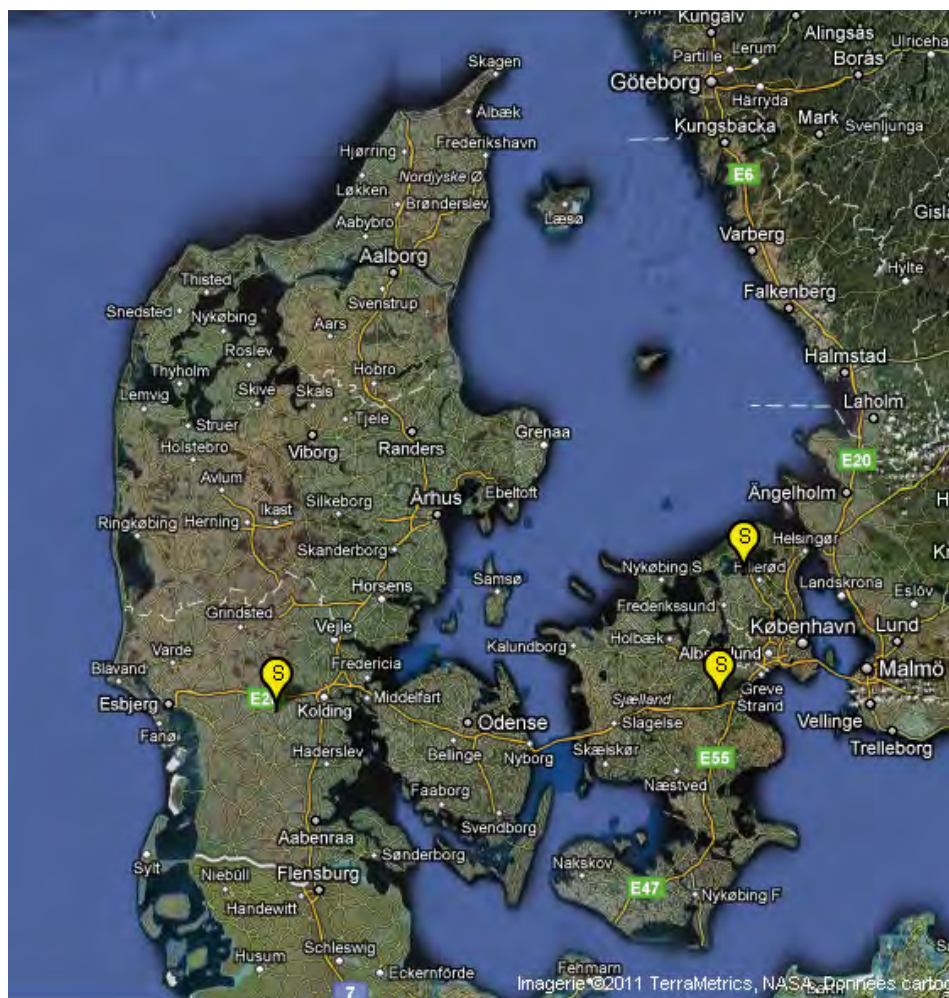 Kungälv
Alingsås
Ulriceha
Partille
Lerum
Borås
Skagen
Göteborg
Härryda
Ålbæk
Mark
Kungsbacka
Svenljunga
Hjørring
Frederikshavn
Nordjyske Ø
E6
Løkken
Brønderslev
Læsø
Gisla
Aabybro
Varberg
Aalborg
Hylte
Thisted
Svenstrup
Falkenberg
Snedsted
Nykøbing
Aars
Roslev
Halmstad
Thyholm
Hobro
Lemvig
Skive
Skals
Laholm
Struer
Tjele
Grenaa
Viborg
Randers
Holstebro
E20
Avlum
Silkeborg
Århus
Ebeltoft
Ängelholm
H
Ringkøbing
Herning
Ikast
S
Helsingør
Skanderborg
Nykøbing S
Hillerød
Samsø
Landskrona
Horsens
Eslöv
Grindsted
Frederikssund
Vejle
København
Lund
Kalundborg
Holbæk
Varde
Fredericia
S
S
Malmö
Blåvand
Sjælland
Greve
Strand
Esbjerg
Kolding
Middelfart
Odense
Slagelse
Vellinge
Fanø
Haderslev
Bellinge
Nyborg
Skælskør
E55
Trelleborg
Næstved
Faaborg
Svendborg
Aabenraa
Sønderborg
Sylt
Nakskov
Niebüll
Flensburg
E47
Nykøbing F
Handewitt
Schleswig
Husum
Eckernförde
Fehmarn
7
Imagerie ©2011 TerraMetrics, NASA, Données cartog